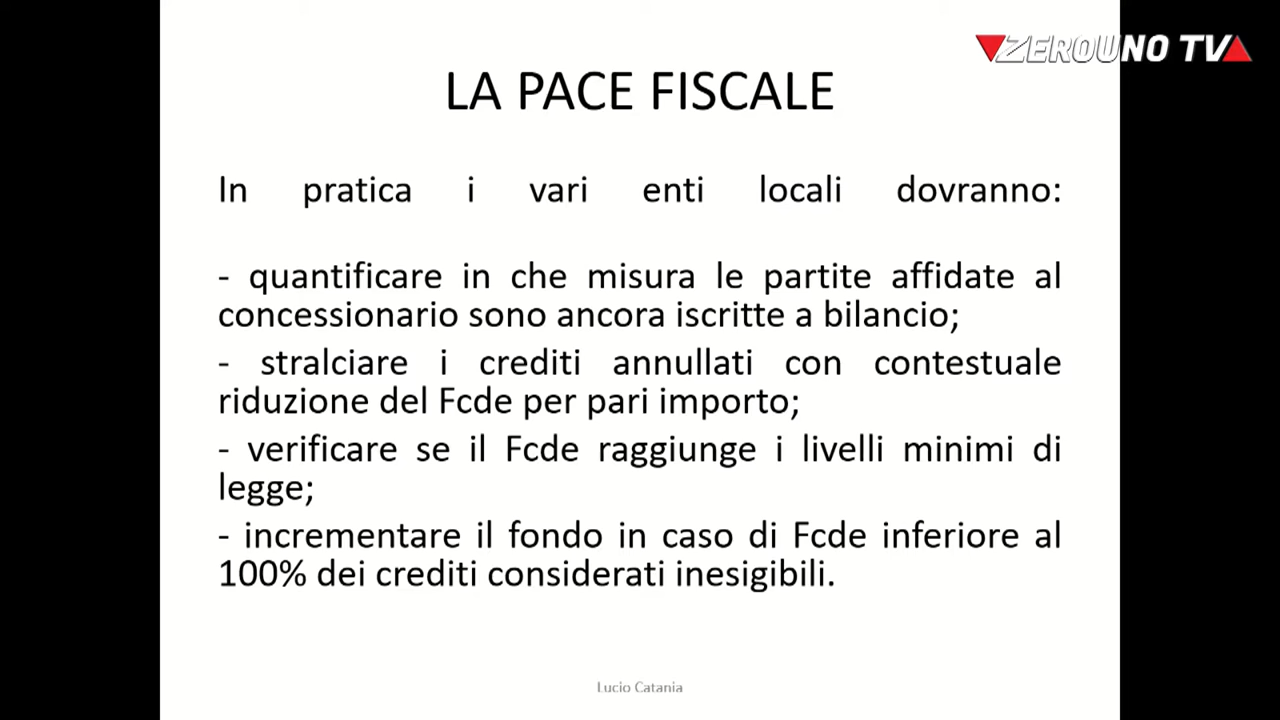 ZEROUNO TV
LA PACE FISCALE
In pratica i vari enti locali dovranno:
- quantificare in che misura le partite affidate al
concessionario sono ancora iscritte a bilancio;
- stralciare i crediti annullati con contestuale
riduzione del Fcde per pari importo;
- verificare se il Fcde raggiunge i livelli minimi di
legge;
- incrementare il fondo in caso di Fcde inferiore al
100% dei crediti considerati inesigibili.
Lucio Catania